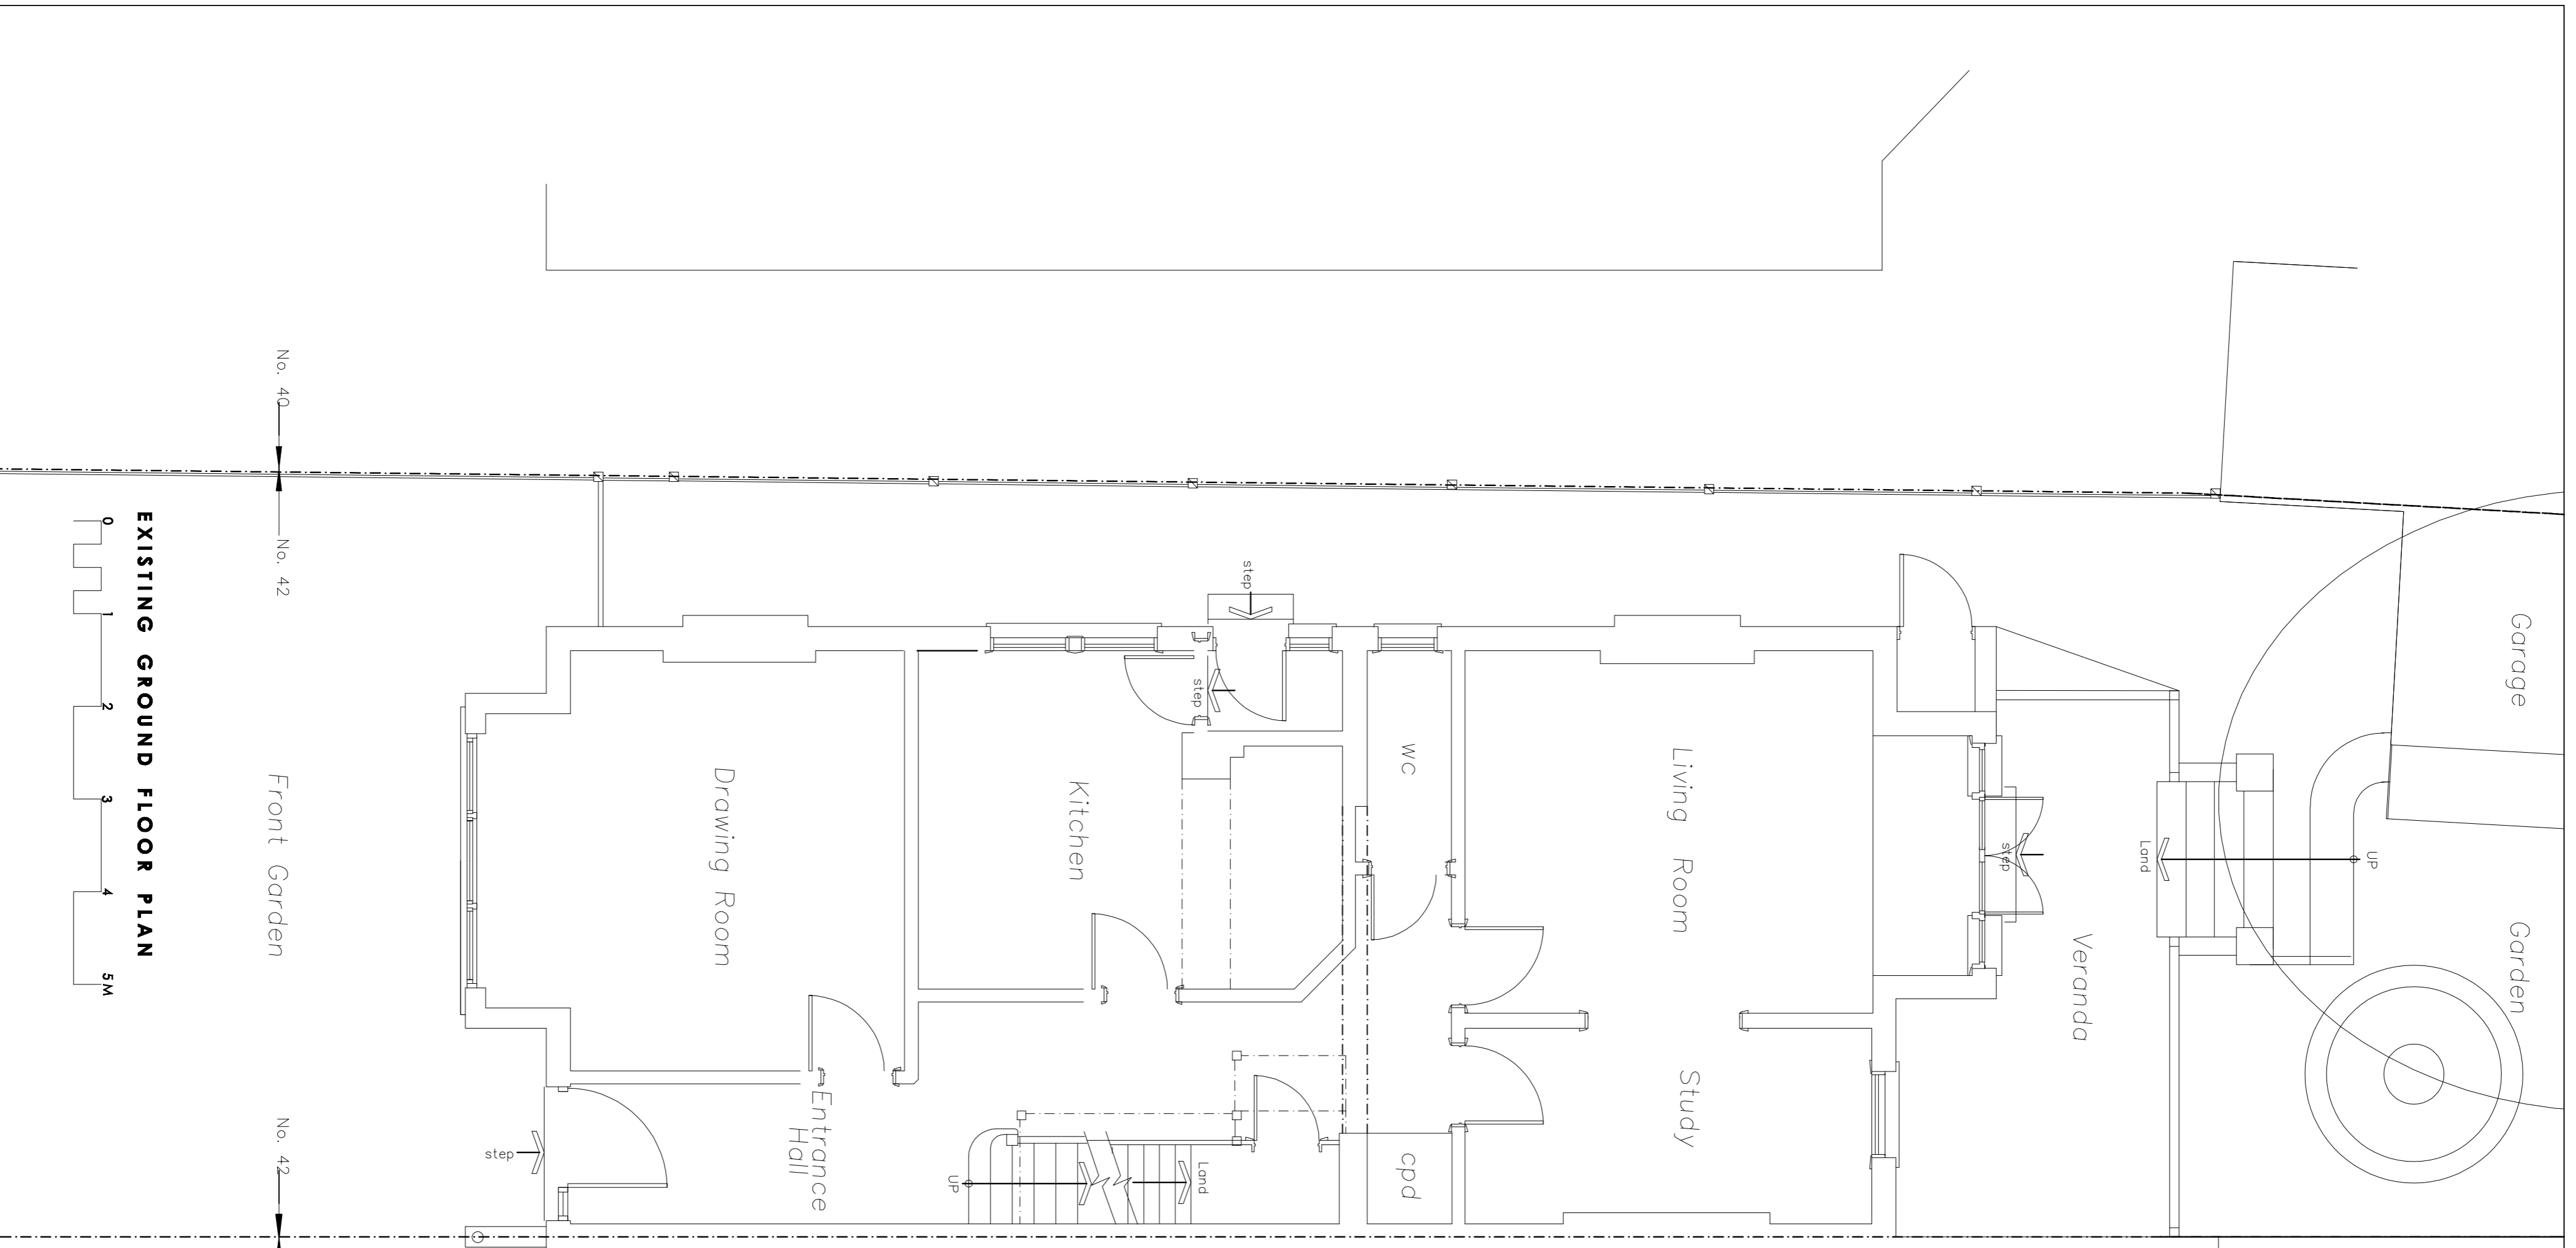 Garage
Garden
UP
Land
Veranda
step
Living Room
Study
wc
cpd
step
step
Kitchen
Land
UP
Drawing Room
Entrance
Hall
step
Front Garden
No. 40
No. 42
No. 42
EXISTING GROUND FLOOR PLAN
0 1 2 3 4 5M